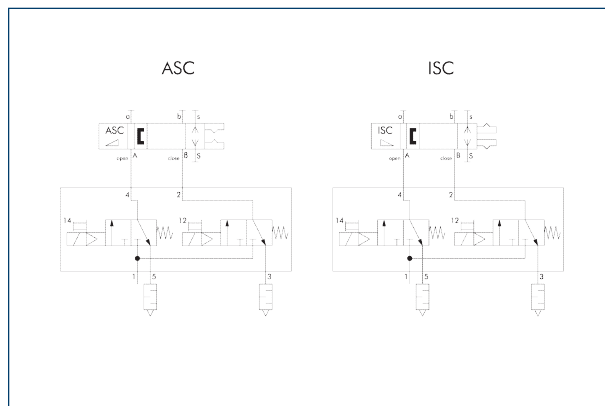 ASC ISC
a b s a b s
ASC ISC
open A close B S open A close B S
4 2 4 2
14 12 14 12
1 5 3 1 5 3